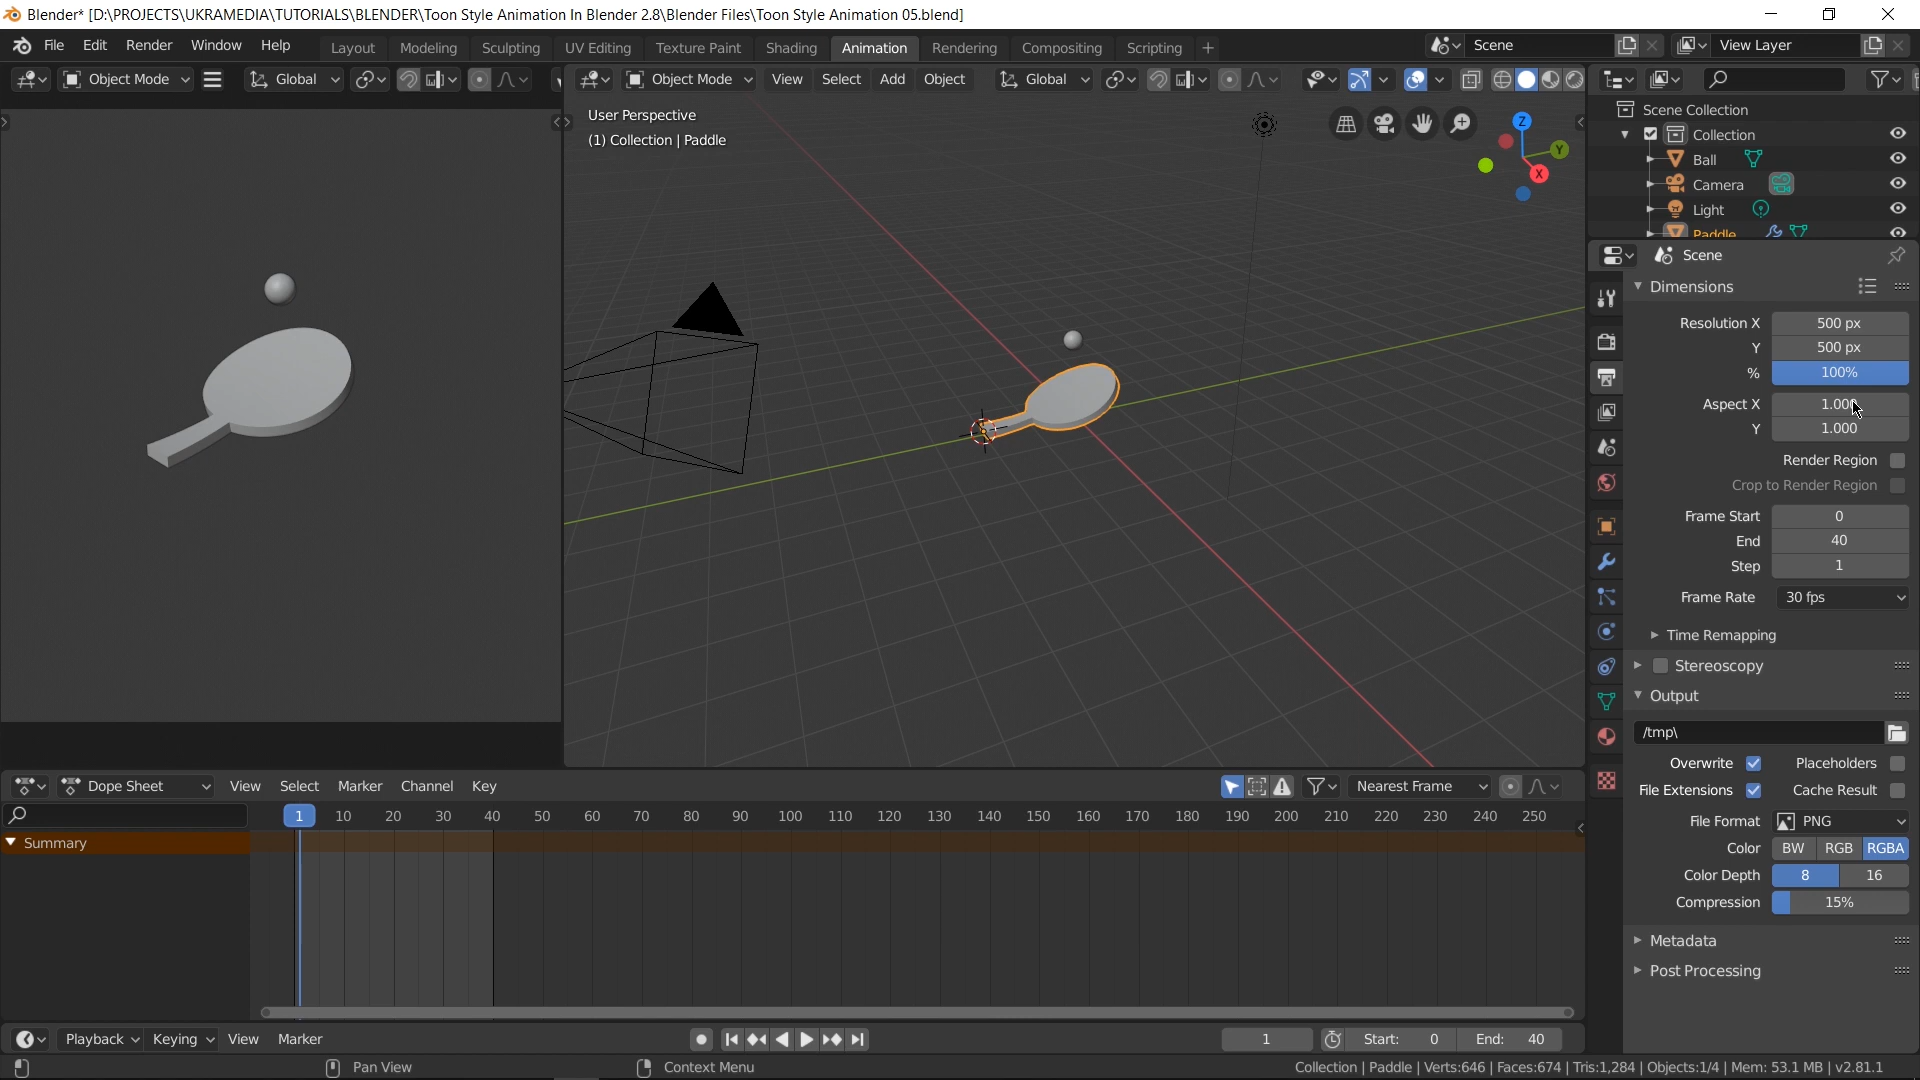 Blender* [D:\PROJECTS\UKRAMEDIA\TUTORIALS\BLENDER\Toon Style Animation In Blender 2.8\Blender Files\Toon Style Animation 05.blend]
File Edit Render Window Help Layout Modeling Sculpting UV Editing Texture Paint Shading Animation Rendering Compositing Scripting + Scene View Layer
Object Mode Global Object Mode View Select Add Object Global
User Perspective
(1) Collection | Paddle
Z
Y
X
Scene Collection
Collection
Ball
Camera
Light
Paddle
Scene
Dimensions
Resolution X 500 px
Y 500 px
% 100%
Aspect X 1.000
Y 1.000
Render Region
Crop to Render Region
Frame Start 0
End 40
Step 1
Frame Rate 30 fps
Time Remapping
Stereoscopy
Output
/tmp\
Overwrite Placeholders
File Extensions Cache Result
File Format PNG
Color BW RGB RGBA
Color Depth 8 16
Compression 15%
Metadata
Post Processing
Dope Sheet View Select Marker Channel Key Nearest Frame
1 10 20 30 40 50 60 70 80 90 100 110 120 130 140 150 160 170 180 190 200 210 220 230 240 250
Summary
Playback Keying View Marker 1 Start: 0 End: 40
Pan View Context Menu Collection | Paddle | Verts:646 | Faces:674 | Tris:1,284 | Objects:1/4 | Mem: 53.1 MB | v2.81.1